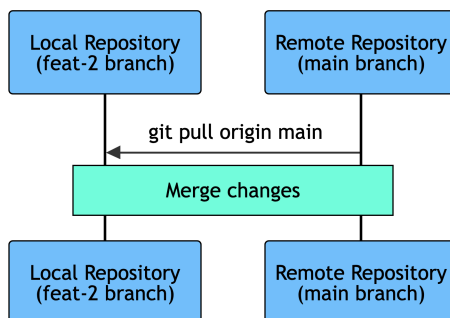 Local Repository
(feat-2 branch)
Remote Repository
(main branch)
git pull origin main
Merge changes
Local Repository
(feat-2 branch)
Remote Repository
(main branch)